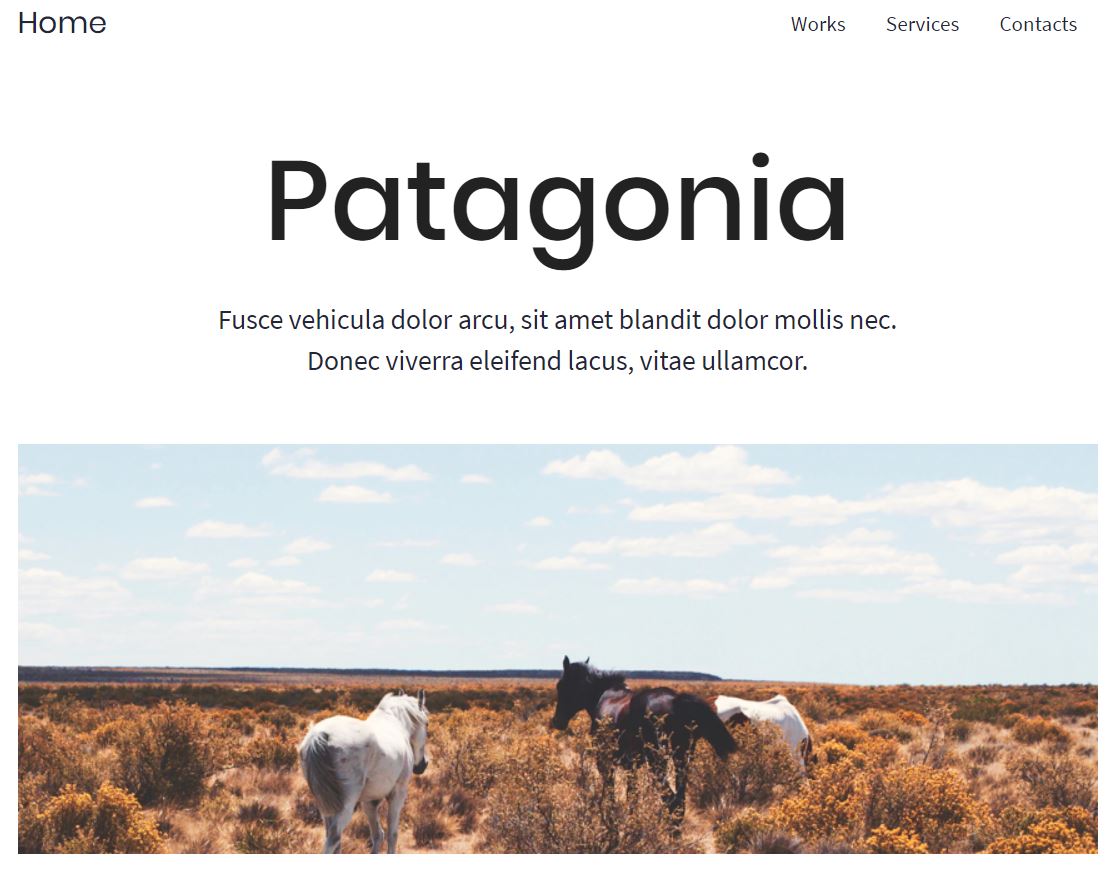 Home
Works Services Contacts
Patagonia
Fusce vehicula dolor arcu, sit amet blandit dolor mollis nec.
Donec viverra eleifend lacus, vitae ullamcor.